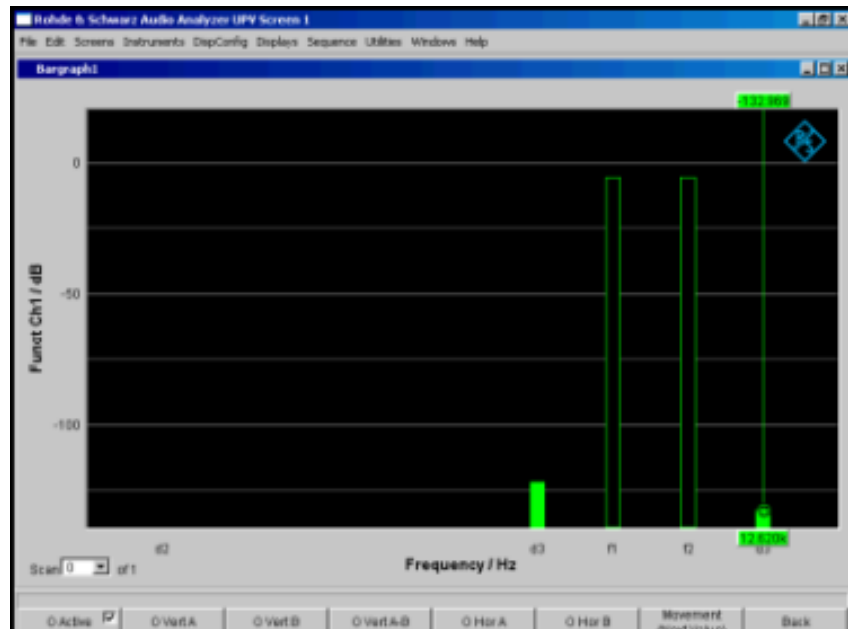 Rohde & Schwarz Audio Analyzer UPV Screen 1
File Edit Screens Instruments DispConfig Displays Sequence Utilities Windows Help
Bargraph1
-132.969
0
-50
-100
Funct Ch1 / dB
d2 d3 f1 f2 d3
12.620k
Scan 0 of 1
Frequency / Hz
O Active O Vert A O Vert B O Vert A-B O Hor A O Hor B Movement Back